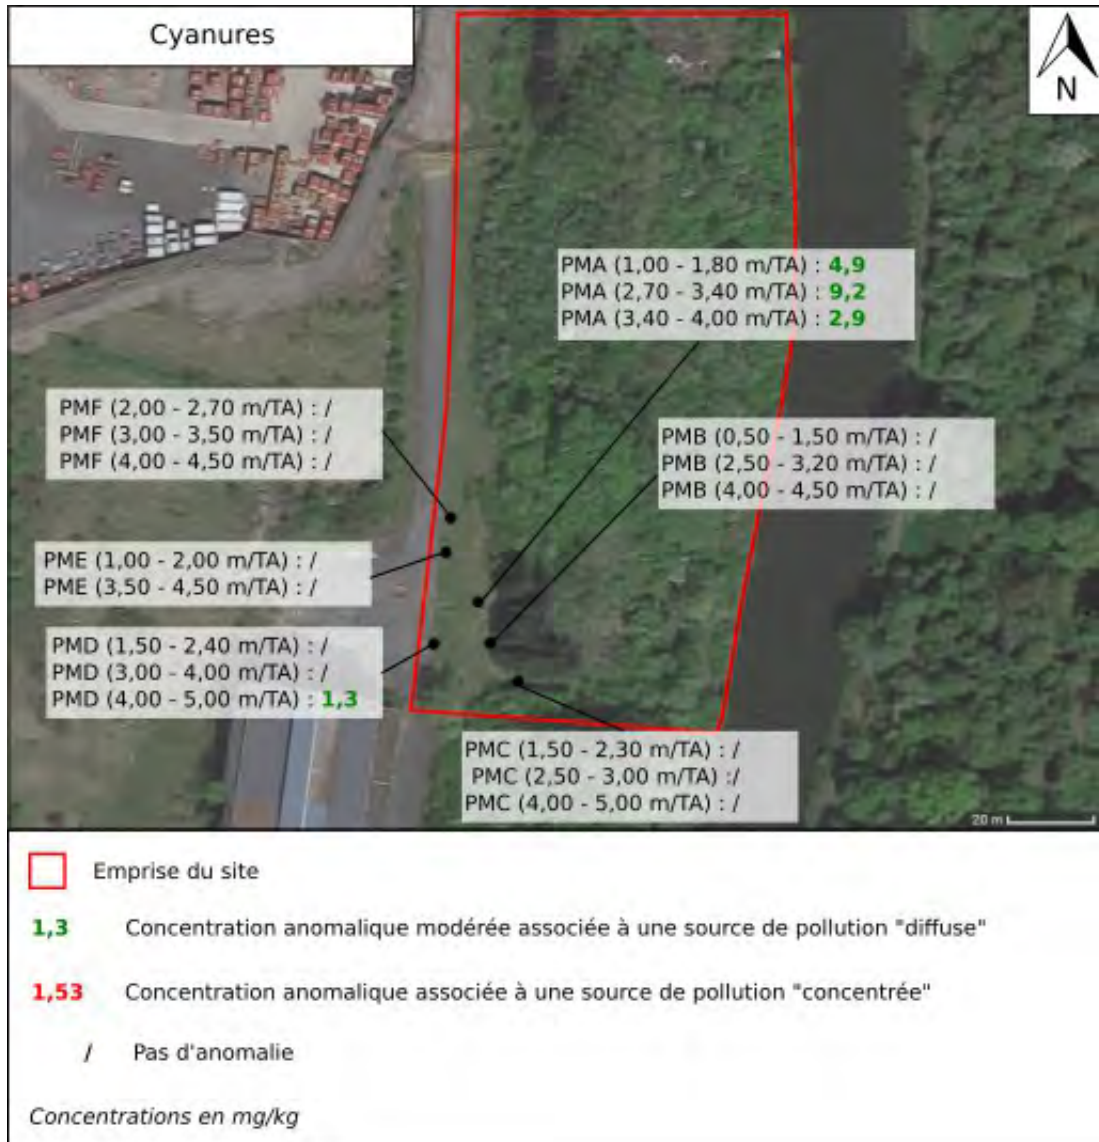 Cyanures
N
PMA (1,00 - 1,80 m/TA) : 4,9
PMA (2,70 - 3,40 m/TA) : 9,2
PMA (3,40 - 4,00 m/TA) : 2,9
PMF (2,00 - 2,70 m/TA) : /
PMF (3,00 - 3,50 m/TA) : /
PMF (4,00 - 4,50 m/TA) : /
PMB (0,50 - 1,50 m/TA) : /
PMB (2,50 - 3,20 m/TA) : /
PMB (4,00 - 4,50 m/TA) : /
PME (1,00 - 2,00 m/TA) : /
PME (3,50 - 4,50 m/TA) : /
PMD (1,50 - 2,40 m/TA) : /
PMD (3,00 - 4,00 m/TA) : /
PMD (4,00 - 5,00 m/TA) : 1,3
PMC (1,50 - 2,30 m/TA) : /
PMC (2,50 - 3,00 m/TA) :/
PMC (4,00 - 5,00 m/TA) : /
20 m
Emprise du site
1,3 Concentration anomalique modérée associée à une source de pollution "diffuse"
1,53 Concentration anomalique associée à une source de pollution "concentrée"
/ Pas d'anomalie
Concentrations en mg/kg